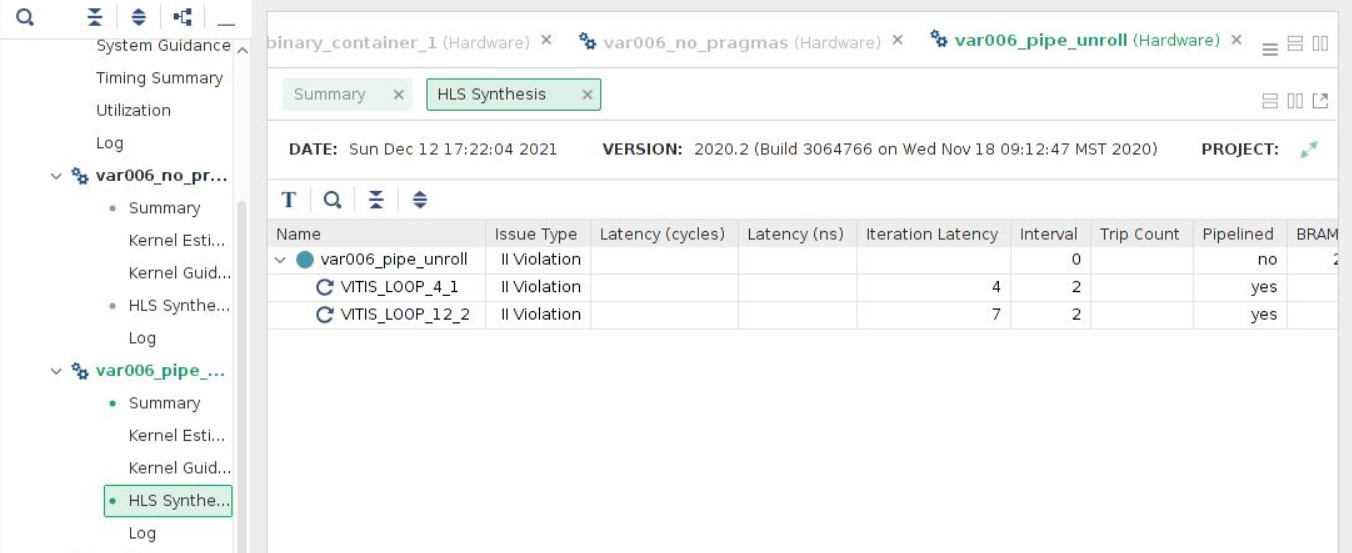 System Guidance
Timing Summary
Utilization
Log
var006_no_pr...
Summary
Kernel Esti...
Kernel Guid...
HLS Synthe...
Log
var006_pipe_...
Summary
Kernel Esti...
Kernel Guid...
HLS Synthe...
Log
binary_container_1 (Hardware) var006_no_pragmas (Hardware) var006_pipe_unroll (Hardware)
Summary HLS Synthesis
DATE: Sun Dec 12 17:22:04 2021 VERSION: 2020.2 (Build 3064766 on Wed Nov 18 09:12:47 MST 2020) PROJECT:
T
Name Issue Type Latency (cycles) Latency (ns) Iteration Latency Interval Trip Count Pipelined BRAM
var006_pipe_unroll II Violation 0 no 2
VITIS_LOOP_4_1 II Violation 4 2 yes
VITIS_LOOP_12_2 II Violation 7 2 yes